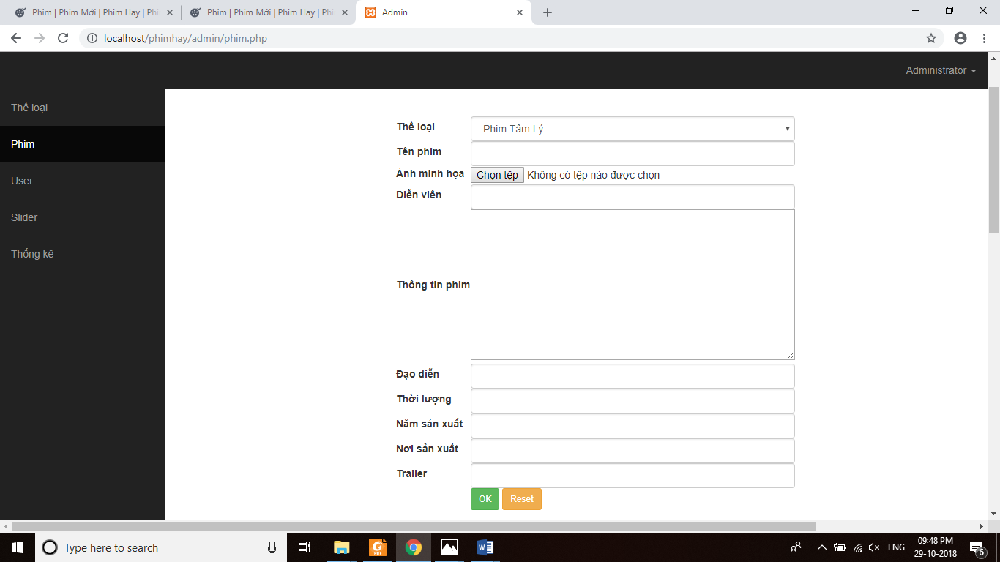 Phim | Phim Mới | Phim Hay | Phi
Phim | Phim Mới | Phim Hay | Phi
Admin
localhost/phimhay/admin/phim.php
Administrator
Thể loại
Phim
User
Slider
Thống kê
Thể loại
Phim Tâm Lý
Tên phim
Ảnh minh họa
Chọn tệp Không có tệp nào được chọn
Diễn viên
Thông tin phim
Đạo diễn
Thời lượng
Năm sản xuất
Nơi sản xuất
Trailer
OK Reset
Type here to search
PDF
ENG
09:48 PM
29-10-2018
6